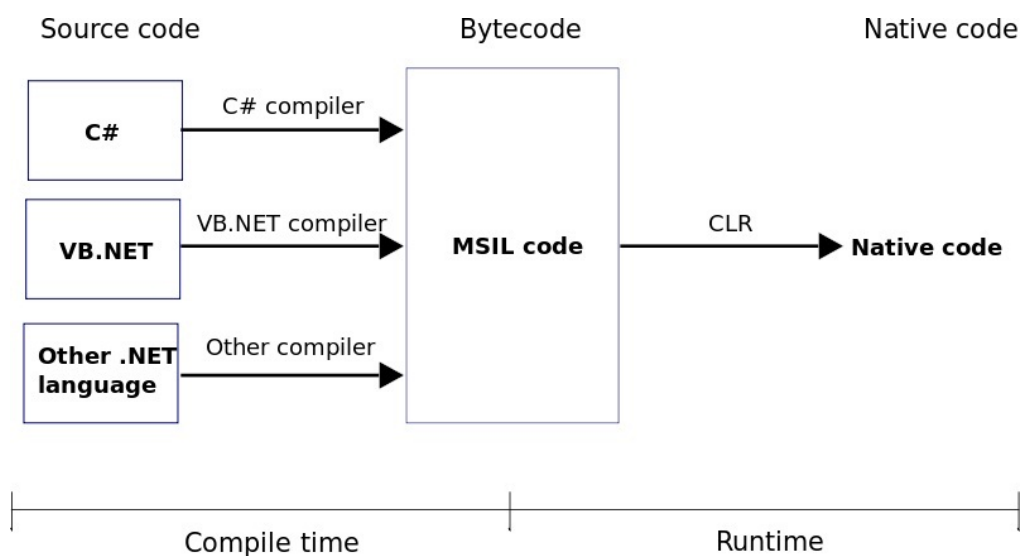 Source code
Bytecode
Native code
C# compiler
C#
VB.NET compiler
VB.NET
MSIL code
CLR
Native code
Other compiler
Other .NET
language
Compile time
Runtime